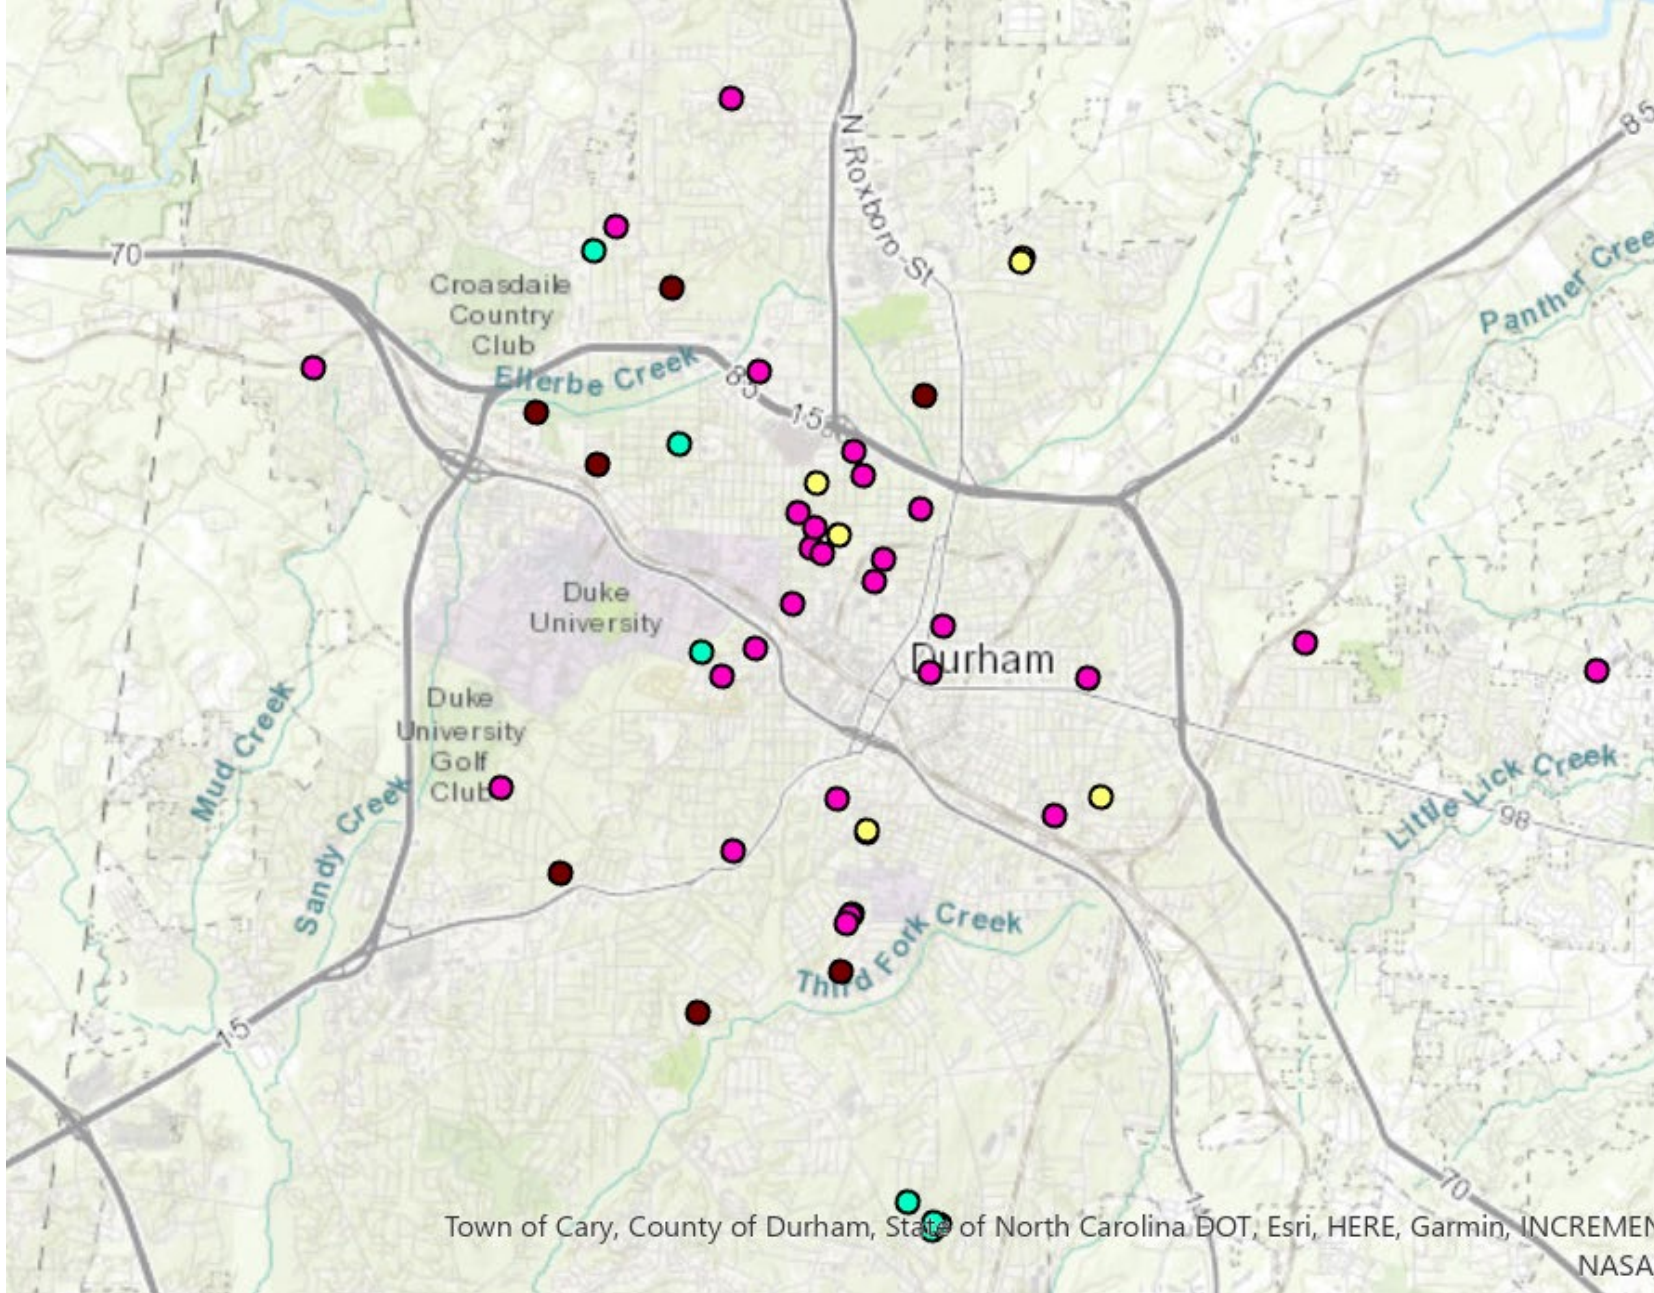 85
N Roxboro St
70
Panther Cree
Croasdaile
Country
Club
Ellerbe Creek
85
15
Duke
University
Durham
Duke
University
Golf
Club
Mud Creek
Sandy Creek
Little Lick Creek
98
Third Fork Creek
15
70
Town of Cary, County of Durham, State of North Carolina DOT, Esri, HERE, Garmin, INCREMEN
NASA